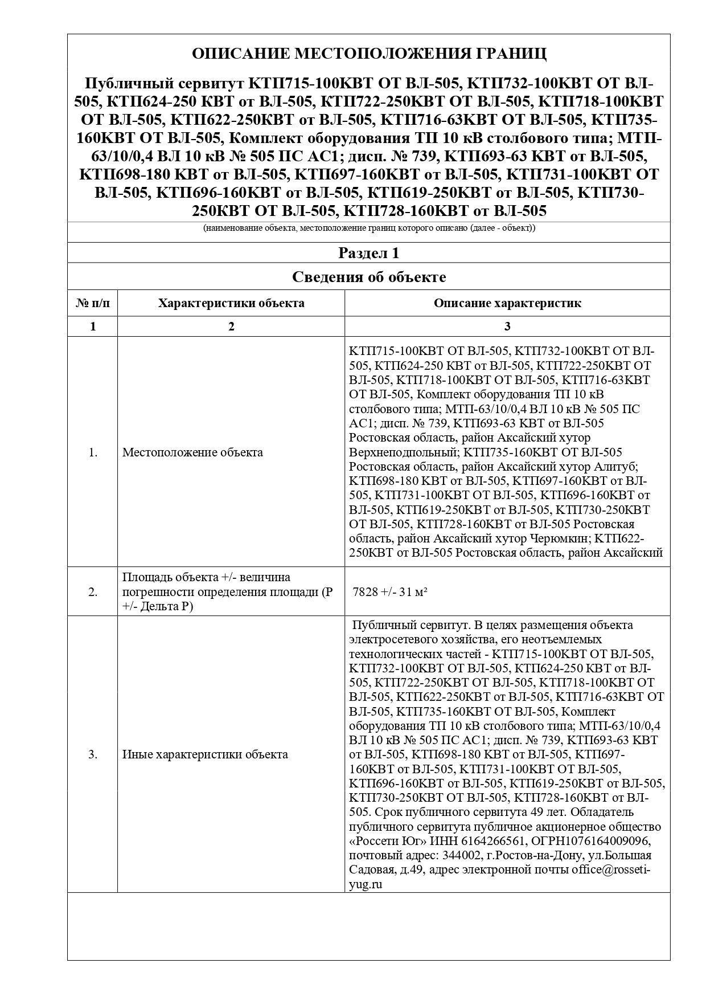 ОПИСАНИЕ МЕСТОПОЛОЖЕНИЯ ГРАНИЦ
Публичный сервитут КТП715-100КВТ ОТ ВЛ-505, КТП732-100КВТ ОТ ВЛ-
505, КТП624-250 КВТ от ВЛ-505, КТП722-250КВТ ОТ ВЛ-505, КТП718-100КВТ
ОТ ВЛ-505, КТП622-250КВТ от ВЛ-505, КТП716-63КВТ ОТ ВЛ-505, КТП735-
160КВТ ОТ ВЛ-505, Комплект оборудования ТП 10 кВ столбового типа; МТП-
63/10/0,4 ВЛ 10 кВ № 505 ПС АС1; дисп. № 739, КТП693-63 КВТ от ВЛ-505,
КТП698-180 КВТ от ВЛ-505, КТП697-160КВТ от ВЛ-505, КТП731-100КВТ ОТ
ВЛ-505, КТП696-160КВТ от ВЛ-505, КТП619-250КВТ от ВЛ-505, КТП730-
250КВТ ОТ ВЛ-505, КТП728-160КВТ от ВЛ-505
(наименование объекта, местоположение границ которого описано (далее - объект))
Раздел 1
Сведения об объекте
№ п/п Характеристики объекта Описание характеристик
1 2 3
1. Местоположение объекта
КТП715-100КВТ ОТ ВЛ-505, КТП732-100КВТ ОТ ВЛ-
505, КТП624-250 КВТ от ВЛ-505, КТП722-250КВТ ОТ
ВЛ-505, КТП718-100КВТ ОТ ВЛ-505, КТП716-63КВТ
ОТ ВЛ-505, Комплект оборудования ТП 10 кВ
столбового типа; МТП-63/10/0,4 ВЛ 10 кВ № 505 ПС
АС1; дисп. № 739, КТП693-63 КВТ от ВЛ-505
Ростовская область, район Аксайский хутор
Верхнеподпольный; КТП735-160КВТ ОТ ВЛ-505
Ростовская область, район Аксайский хутор Алитуб;
КТП698-180 КВТ от ВЛ-505, КТП697-160КВТ от ВЛ-
505, КТП731-100КВТ ОТ ВЛ-505, КТП696-160КВТ от
ВЛ-505, КТП619-250КВТ от ВЛ-505, КТП730-250КВТ
ОТ ВЛ-505, КТП728-160КВТ от ВЛ-505 Ростовская
область, район Аксайский хутор Черюмкин; КТП622-
250КВТ от ВЛ-505 Ростовская область, район Аксайский
2.
Площадь объекта +/- величина
погрешности определения площади (Р
+/- Дельта Р)
7828 +/- 31 м²
3. Иные характеристики объекта
Публичный сервитут. В целях размещения объекта
электросетевого хозяйства, его неотъемлемых
технологических частей - КТП715-100КВТ ОТ ВЛ-505,
КТП732-100КВТ ОТ ВЛ-505, КТП624-250 КВТ от ВЛ-
505, КТП722-250КВТ ОТ ВЛ-505, КТП718-100КВТ ОТ
ВЛ-505, КТП622-250КВТ от ВЛ-505, КТП716-63КВТ ОТ
ВЛ-505, КТП735-160КВТ ОТ ВЛ-505, Комплект
оборудования ТП 10 кВ столбового типа; МТП-63/10/0,4
ВЛ 10 кВ № 505 ПС АС1; дисп. № 739, КТП693-63 КВТ
от ВЛ-505, КТП698-180 КВТ от ВЛ-505, КТП697-
160КВТ от ВЛ-505, КТП731-100КВТ ОТ ВЛ-505,
КТП696-160КВТ от ВЛ-505, КТП619-250КВТ от ВЛ-505,
КТП730-250КВТ ОТ ВЛ-505, КТП728-160КВТ от ВЛ-
505. Срок публичного сервитута 49 лет. Обладатель
публичного сервитута публичное акционерное общество
«Россети Юг» ИНН 6164266561, ОГРН1076164009096,
почтовый адрес: 344002, г.Ростов-на-Дону, ул.Большая
Садовая, д.49, адрес электронной почты office@rosseti-
yug.ru